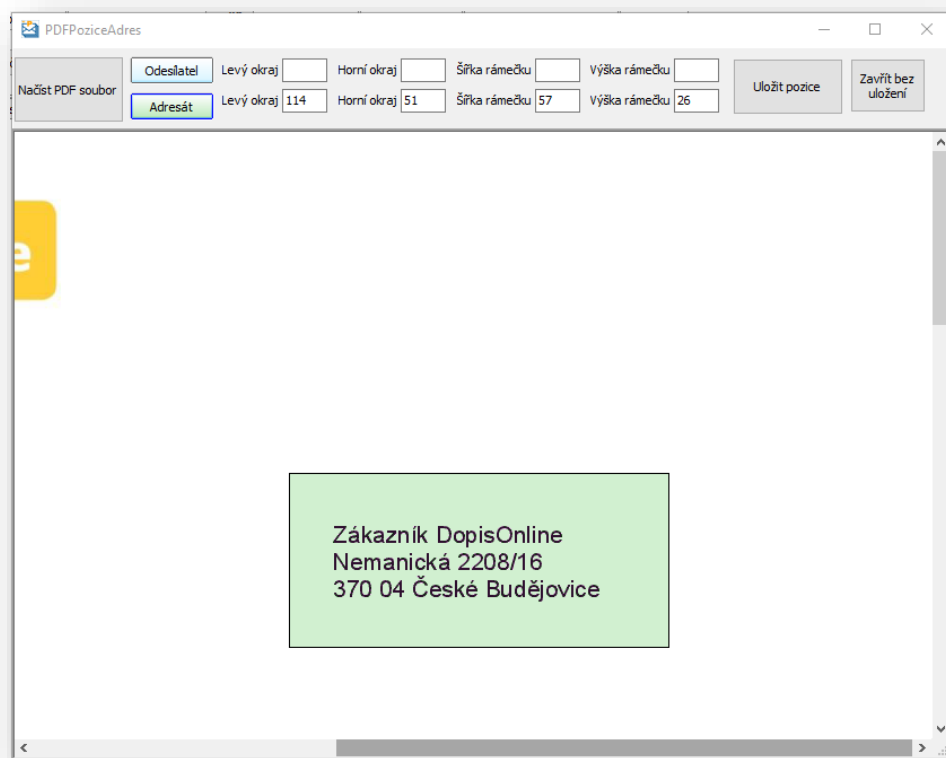 PDFPoziceAdres
Načíst PDF soubor
Odesílatel Levý okraj Horní okraj Šířka rámečku Výška rámečku
Adresát Levý okraj 114 Horní okraj 51 Šířka rámečku 57 Výška rámečku 26
Uložit pozice
Zavřít bez
uložení
e
Zákazník DopisOnline
Nemanická 2208/16
370 04 České Budějovice